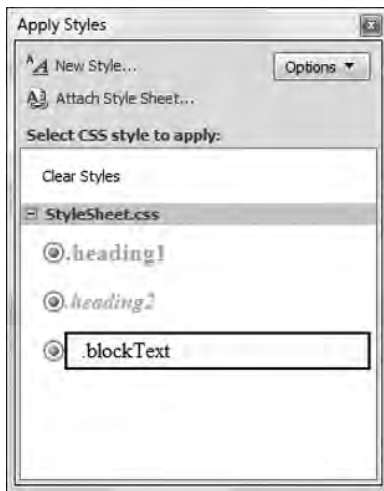 Apply Styles
New Style...
Options
Attach Style Sheet...
Select CSS style to apply:
Clear Styles
StyleSheet.css
.heading1
.heading2
.blockText